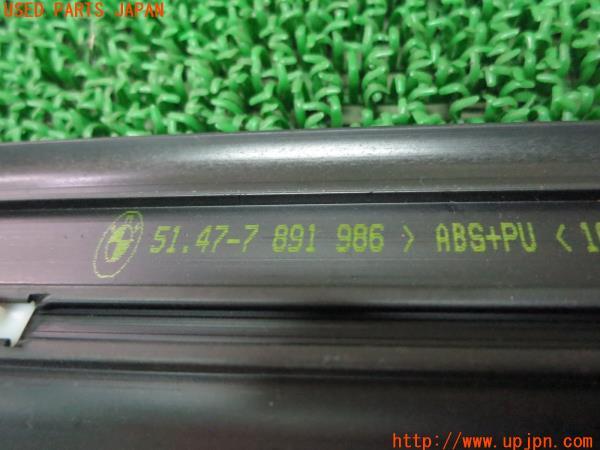 USED PARTS JAPAN
51.47-7 891 986 > ABS+PU <
http://www.upjpn.com/